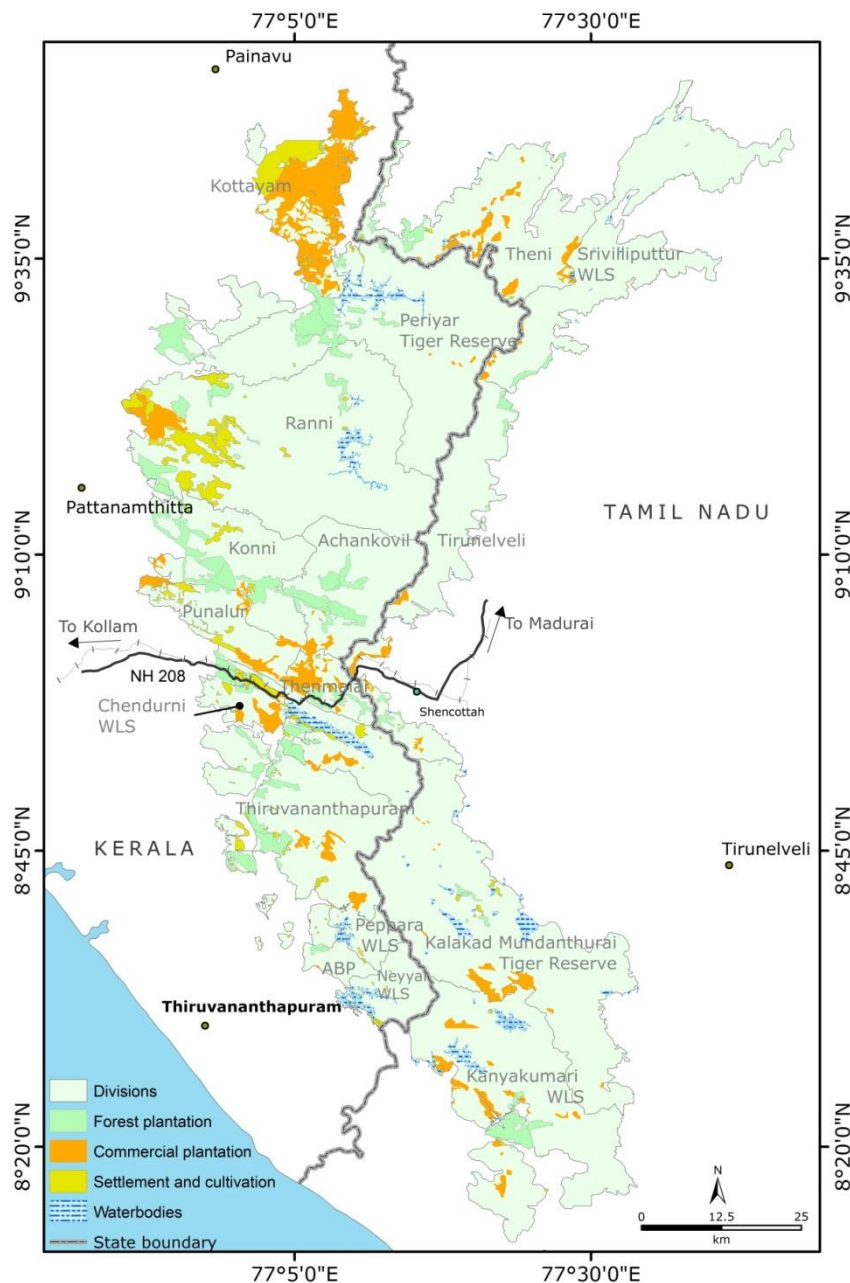 77°5'0"E
77°30'0"E
Painavu
Kottayam
9°35'0"N
9°35'0"N
Theni
Srivilliputtur
WLS
Periyar
Tiger Reserve
Ranni
Pattanamthitta
TAMIL NADU
Konni
Achankovil
Tirunelveli
9°10'0"N
9°10'0"N
Punalur
To Kollam
To Madurai
NH 208
Thenmalai
Shencottah
Chendurni
WLS
Thiruvananthapuram
KERALA
Tirunelveli
8°45'0"N
8°45'0"N
Peppara
WLS
Kalakad Mundanthurai
Tiger Reserve
ABP
Neyyar
WLS
Thiruvananthapuram
Kanyakumari
WLS
Divisions
Forest plantation
Commercial plantation
Settlement and cultivation
Waterbodies
State boundary
8°20'0"N
8°20'0"N
N
0 12.5 25
km
77°5'0"E
77°30'0"E